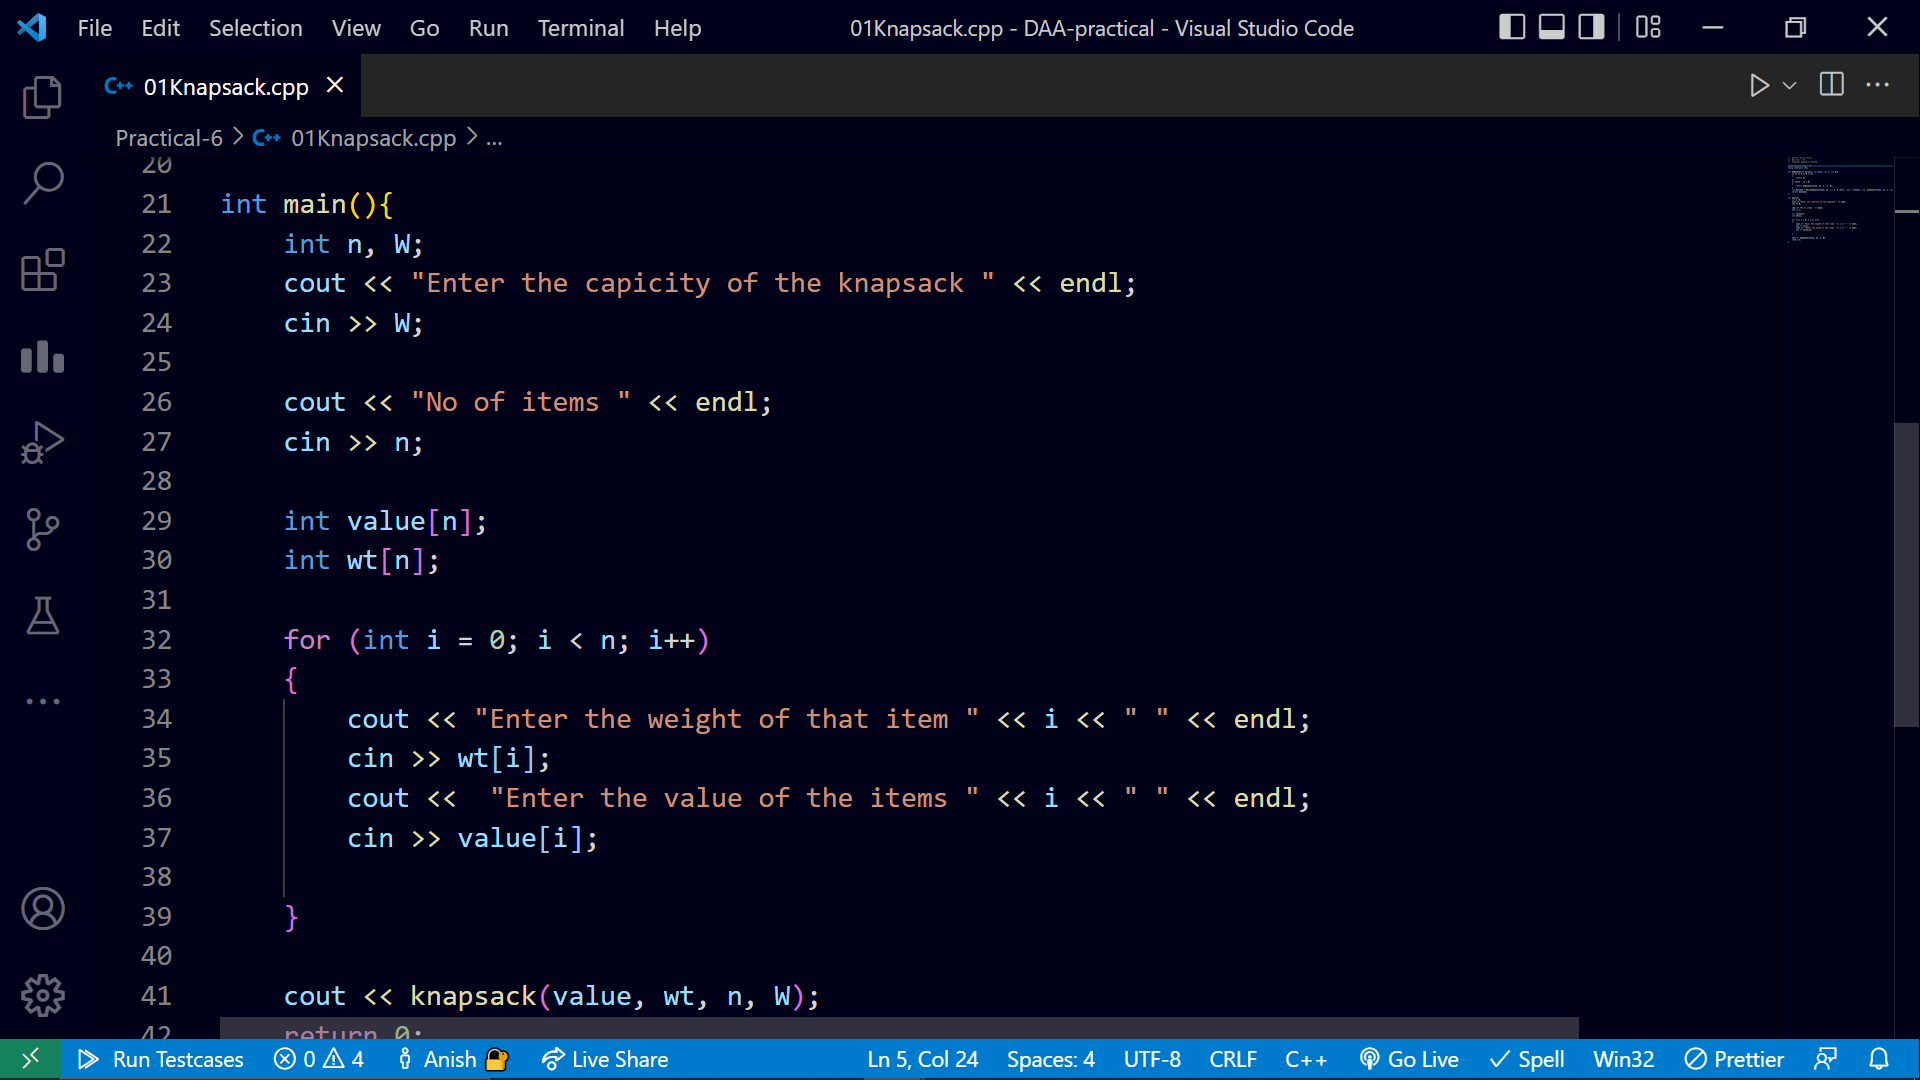 File Edit Selection View Go Run Terminal Help 01Knapsack.cpp - DAA-practical - Visual Studio Code
C++ 01Knapsack.cpp
Practical-6 > C++ 01Knapsack.cpp > ...
20
21 int main(){
22     int n, W;
23     cout << "Enter the capicity of the knapsack " << endl;
24     cin >> W;
25
26     cout << "No of items " << endl;
27     cin >> n;
28
29     int value[n];
30     int wt[n];
31
32     for (int i = 0; i < n; i++)
33     {
34         cout << "Enter the weight of that item " << i << " " << endl;
35         cin >> wt[i];
36         cout <<  "Enter the value of the items " << i << " " << endl;
37         cin >> value[i];
38
39     }
40
41     cout << knapsack(value, wt, n, W);
42     return 0;
Run Testcases 0 4 Anish Live Share Ln 5, Col 24 Spaces: 4 UTF-8 CRLF C++ Go Live Spell Win32 Prettier